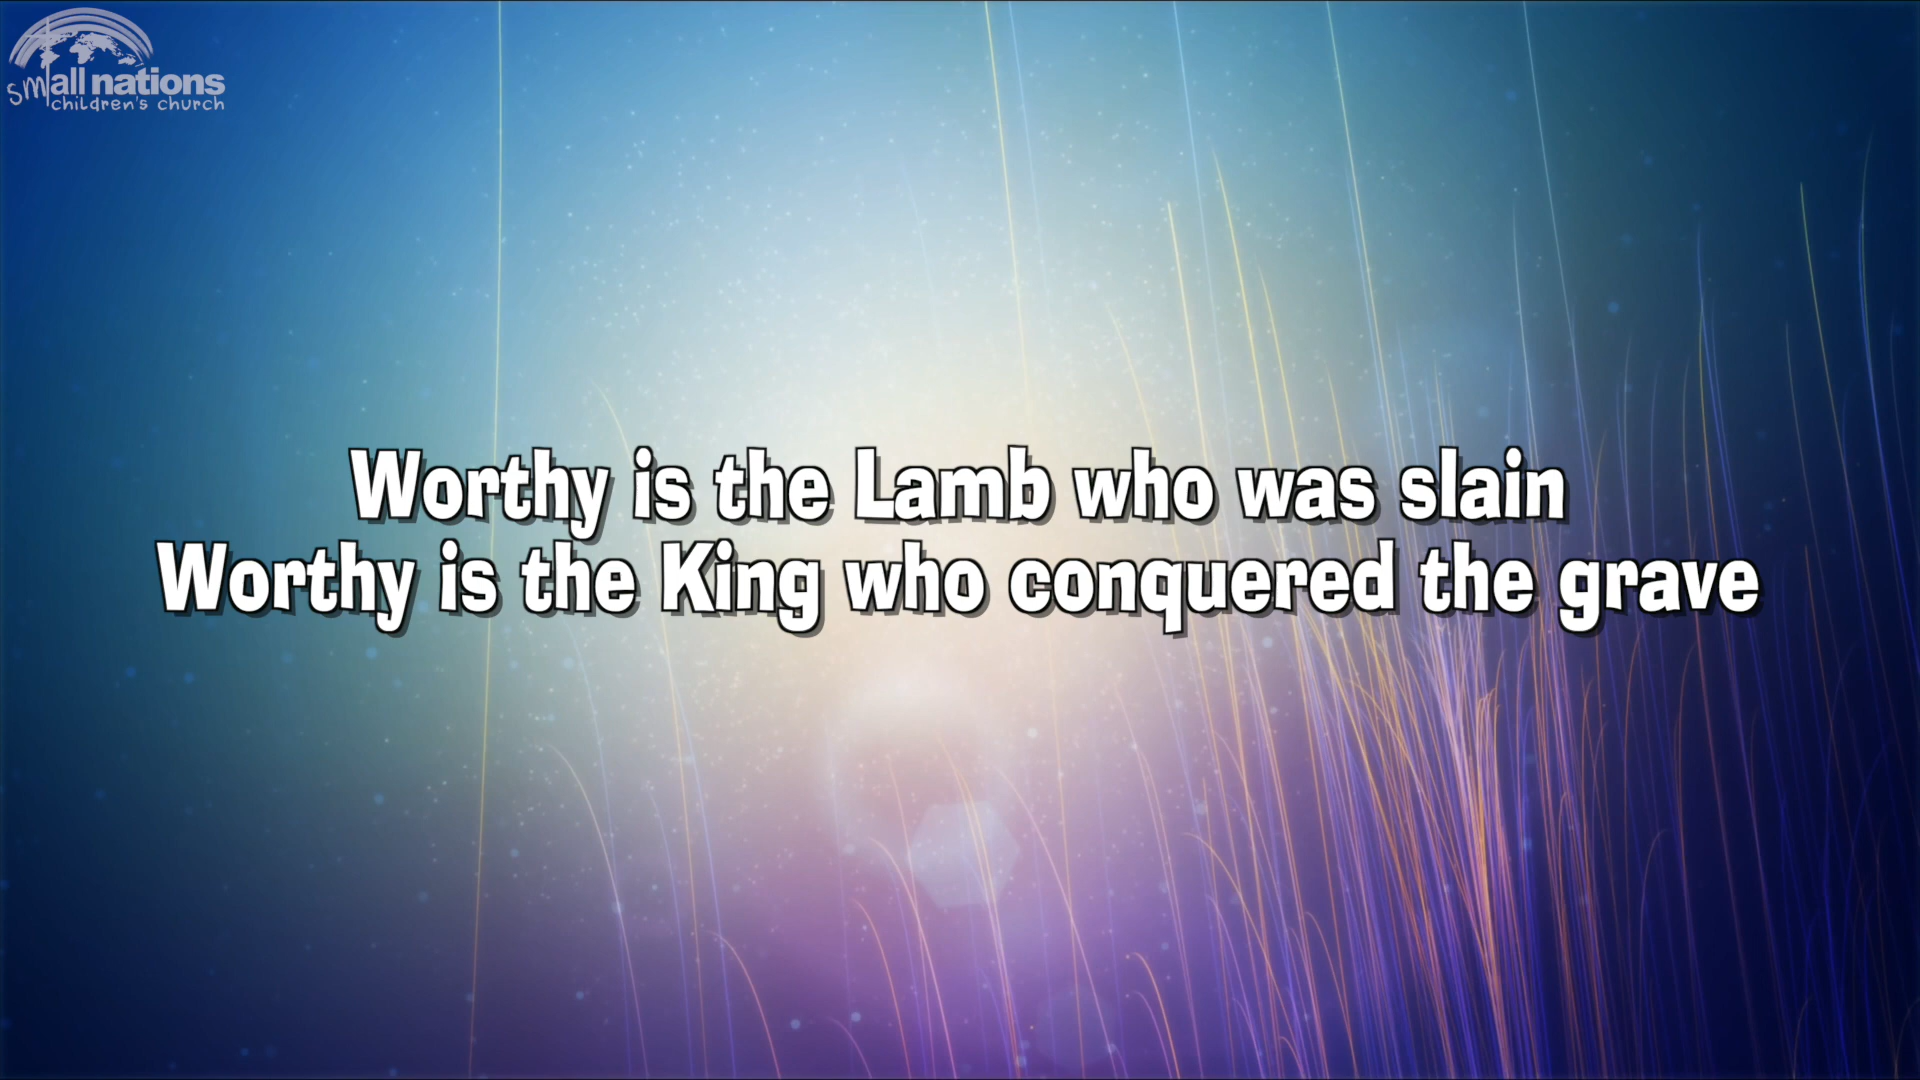 small nations
children's church
Worthy is the Lamb who was slain
Worthy is the King who conquered the grave